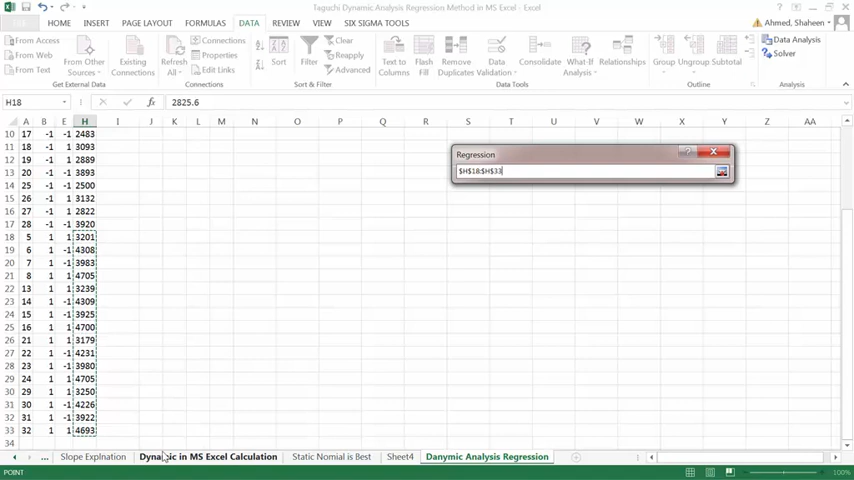 Taguchi Dynamic Analysis Regression Method in MS Excel - Excel
HOME INSERT PAGE LAYOUT FORMULAS DATA REVIEW VIEW SIX SIGMA TOOLS Ahmed, Shaheen
From Access
From Web
From Text
From Other Sources
Existing Connections
Get External Data
Refresh All
Connections
Properties
Edit Links
Connections
Sort
Filter
Clear
Reapply
Advanced
Sort & Filter
Text to Columns
Flash Fill
Remove Duplicates
Data Validation
Consolidate
What-If Analysis
Relationships
Data Tools
Group
Ungroup
Subtotal
Outline
Data Analysis
Solver
Analysis
H18 fx 2825.6
A B E H I J K L M N O P Q R S T U V W X Y Z AA
10 17 -1 -1 2483
11 18 -1 1 3093
12 19 -1 1 2889
13 20 -1 -1 3893
14 25 -1 -1 2500
15 26 -1 1 3132
16 27 -1 1 2822
17 28 -1 -1 3920
18 5 1 1 3201
19 6 1 -1 4308
20 7 1 -1 3983
21 8 1 1 4705
22 13 1 1 3239
23 14 1 -1 4309
24 15 1 -1 3925
25 16 1 1 4700
26 21 1 1 3179
27 22 1 -1 4231
28 23 1 -1 3980
29 24 1 1 4705
30 29 1 1 3250
31 30 1 -1 4226
32 31 1 -1 3922
33 32 1 1 4693
34
Regression
$H$18:$H$33
... Slope Explnation Dynamic in MS Excel Calculation Static Nomial is Best Sheet4 Danymic Analysis Regression
POINT 100%